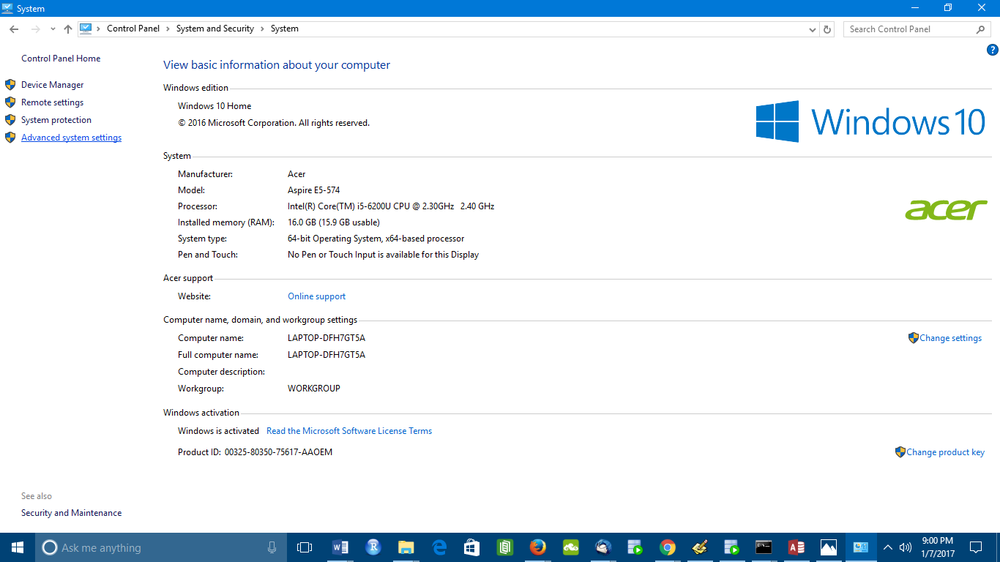 System
Control Panel > System and Security > System
Search Control Panel
Control Panel Home
Device Manager
Remote settings
System protection
Advanced system settings
See also
Security and Maintenance
?
View basic information about your computer
Windows edition
Windows 10 Home
© 2016 Microsoft Corporation. All rights reserved.
Windows 10
System
Manufacturer: Acer
Model: Aspire E5-574
Processor: Intel(R) Core(TM) i5-6200U CPU @ 2.30GHz 2.40 GHz
Installed memory (RAM): 16.0 GB (15.9 GB usable)
System type: 64-bit Operating System, x64-based processor
Pen and Touch: No Pen or Touch Input is available for this Display
acer
Acer support
Website: Online support
Computer name, domain, and workgroup settings
Computer name: LAPTOP-DFH7GT5A Change settings
Full computer name: LAPTOP-DFH7GT5A
Computer description:
Workgroup: WORKGROUP
Windows activation
Windows is activated Read the Microsoft Software License Terms
Product ID: 00325-80350-75617-AAOEM Change product key
Ask me anything
9:00 PM
1/7/2017